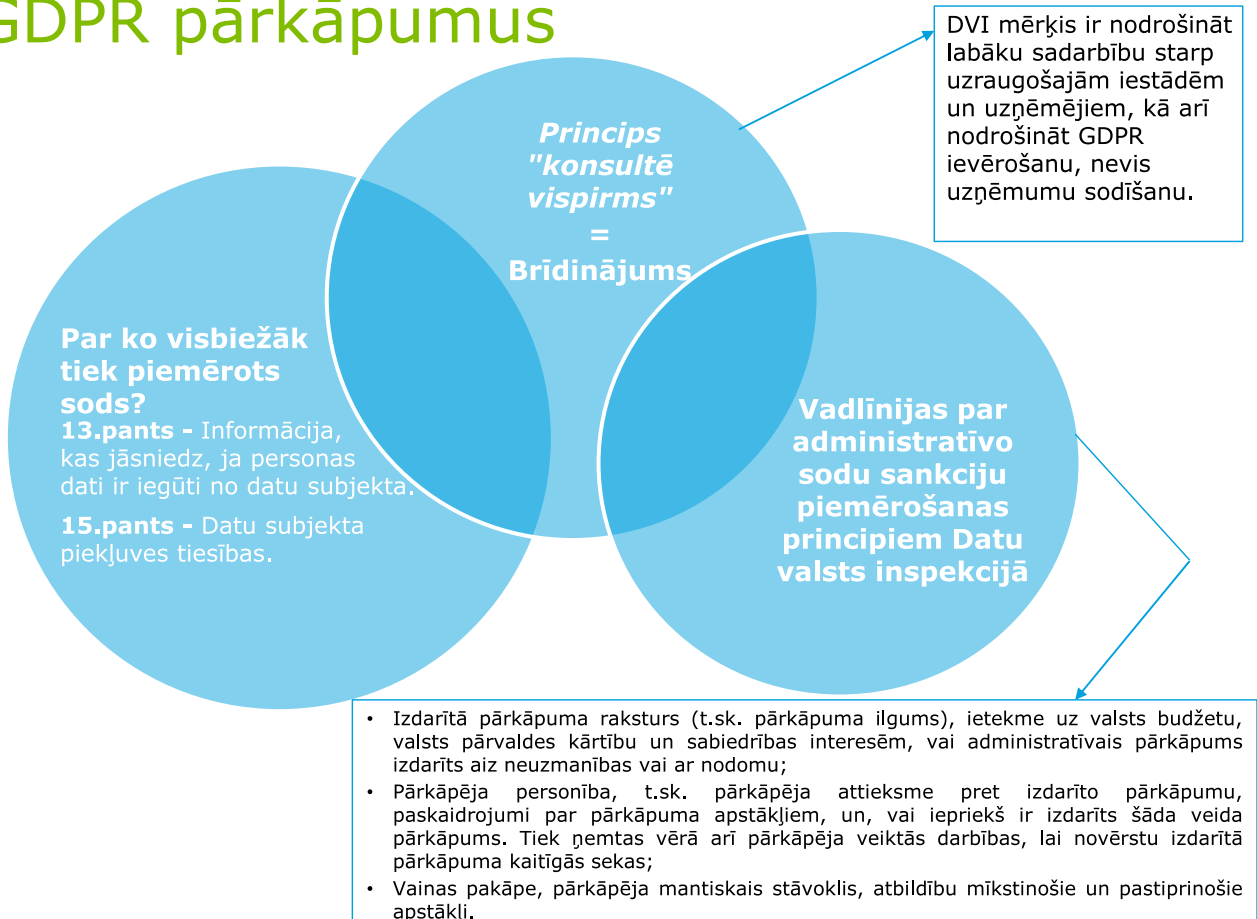 GDPR pārkāpumus
DVI mērķis ir nodrošināt
labāku sadarbību starp
uzraugošajām iestādēm
un uzņēmējiem, kā arī
nodrošināt GDPR
ievērošanu, nevis
uzņēmumu sodīšanu.
Princips
"konsultē
vispirms"
=
Brīdinājums
Par ko visbiežāk
tiek piemērots
sods?
13.pants - Informācija,
kas jāsniedz, ja personas
dati ir iegūti no datu subjekta.
15.pants - Datu subjekta
piekļuves tiesības.
Vadlīnijas par
administratīvo
sodu sankciju
piemērošanas
principiem Datu
valsts inspekcijā
• Izdarītā pārkāpuma raksturs (t.sk. pārkāpuma ilgums), ietekme uz valsts budžetu,
valsts pārvaldes kārtību un sabiedrības interesēm, vai administratīvais pārkāpums
izdarīts aiz neuzmanības vai ar nodomu;
• Pārkāpēja personība, t.sk. pārkāpēja attieksme pret izdarīto pārkāpumu,
paskaidrojumi par pārkāpuma apstākļiem, un, vai iepriekš ir izdarīts šāda veida
pārkāpums. Tiek ņemtas vērā arī pārkāpēja veiktās darbības, lai novērstu izdarītā
pārkāpuma kaitīgās sekas;
• Vainas pakāpe, pārkāpēja mantiskais stāvoklis, atbildību mīkstinošie un pastiprinošie
apstākļi.